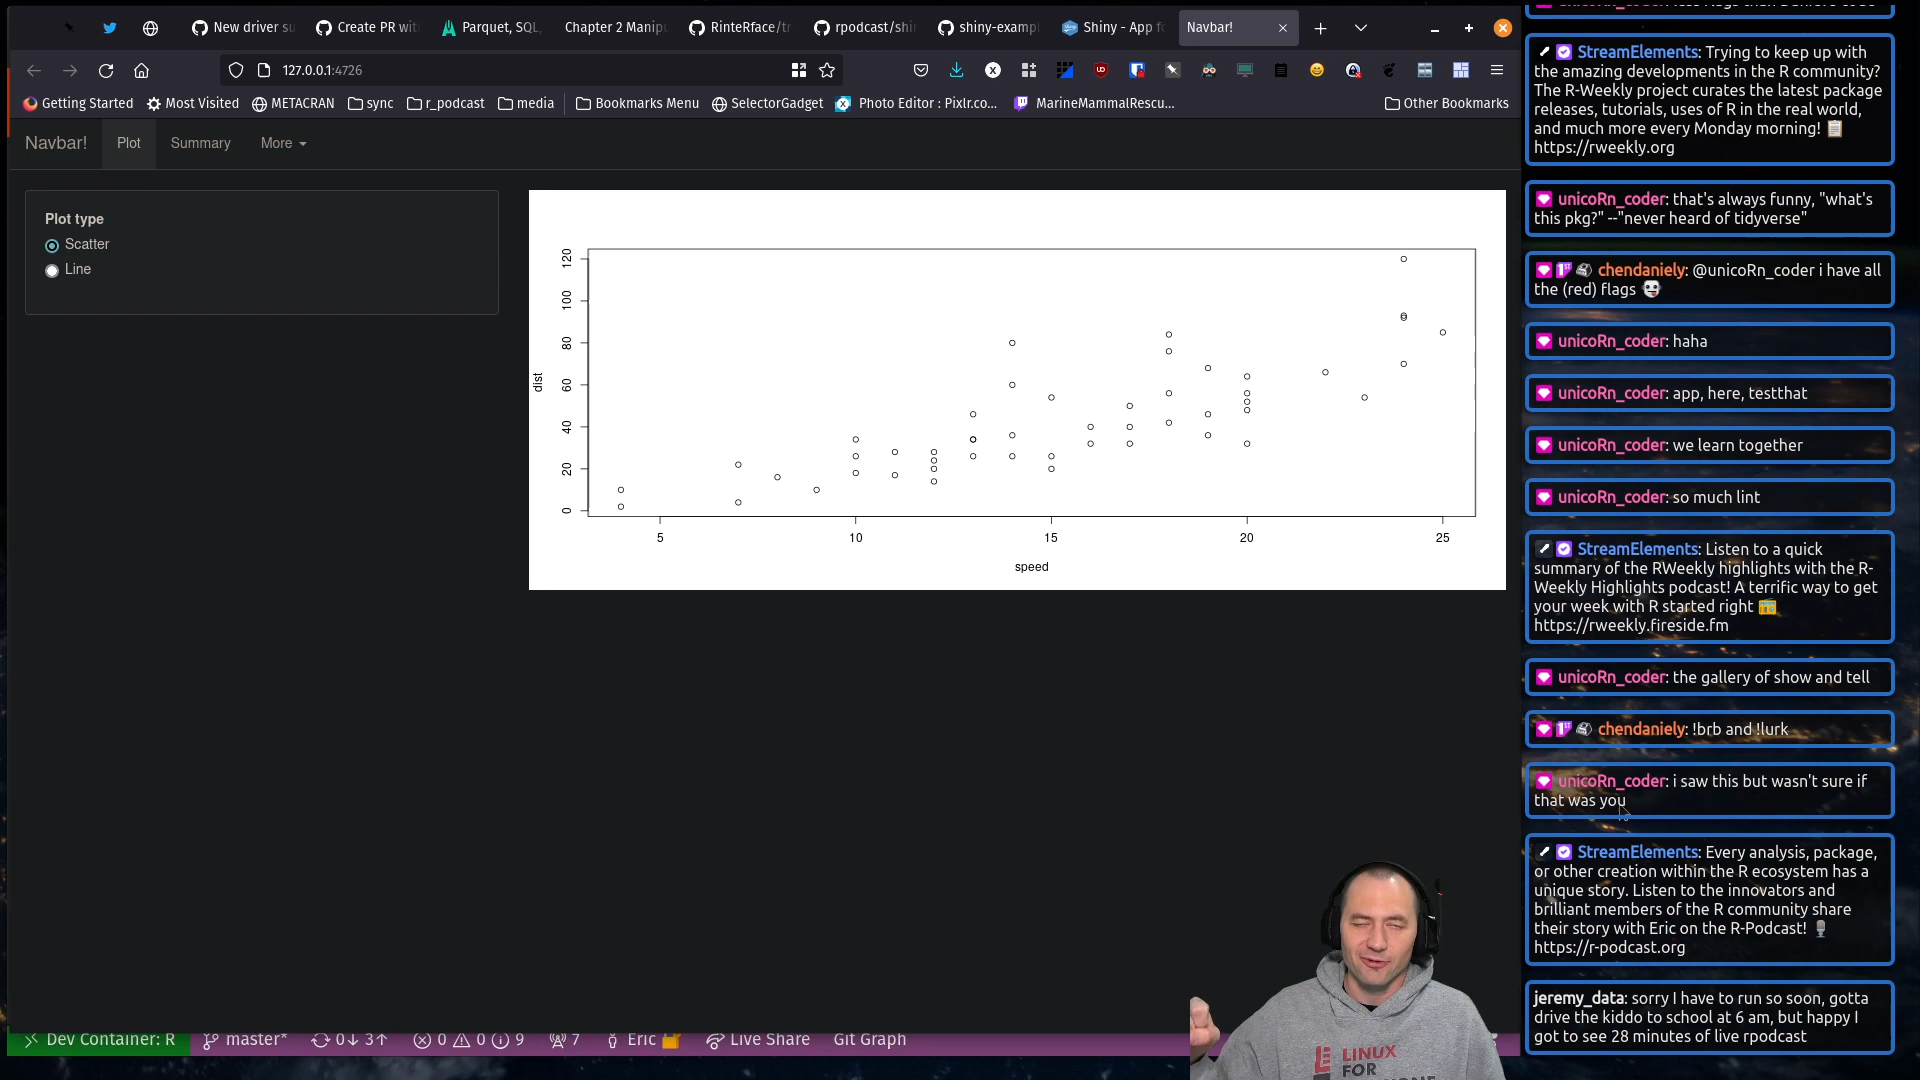 New driver su
Create PR wit
Parquet, SQL,
Chapter 2 Manip
RinteRface/tr
rpodcast/shi
shiny-exampl
Shiny - App fo
Navbar!
127.0.0.1:4726
Getting Started
Most Visited
METACRAN
sync
r_podcast
media
Bookmarks Menu
SelectorGadget
Photo Editor : Pixlr.co...
MarineMammalRescu...
Other Bookmarks
Navbar!
Plot
Summary
More
Plot type
Scatter
Line
dist
0 20 40 60 80 100 120
5 10 15 20 25
speed
StreamElements: Trying to keep up with
the amazing developments in the R community?
The R-Weekly project curates the latest package
releases, tutorials, uses of R in the real world,
and much more every Monday morning! 📋
https://rweekly.org
unicoRn_coder: that's always funny, "what's
this pkg?" --"never heard of tidyverse"
chendaniely: @unicoRn_coder i have all
the (red) flags
unicoRn_coder: haha
unicoRn_coder: app, here, testthat
unicoRn_coder: we learn together
unicoRn_coder: so much lint
StreamElements: Listen to a quick
summary of the RWeekly highlights with the R-
Weekly Highlights podcast! A terrific way to get
your week with R started right 📻
https://rweekly.fireside.fm
unicoRn_coder: the gallery of show and tell
chendaniely: !brb and !lurk
unicoRn_coder: i saw this but wasn't sure if
that was you
StreamElements: Every analysis, package,
or other creation within the R ecosystem has a
unique story. Listen to the innovators and
brilliant members of the R community share
their story with Eric on the R-Podcast! 🎙️
https://r-podcast.org
jeremy_data: sorry I have to run so soon, gotta
drive the kiddo to school at 6 am, but happy I
got to see 28 minutes of live rpodcast
Dev Container: R
master*
0↓ 3↑
0 0 9
7
Eric
Live Share
Git Graph
LINUX
FOR